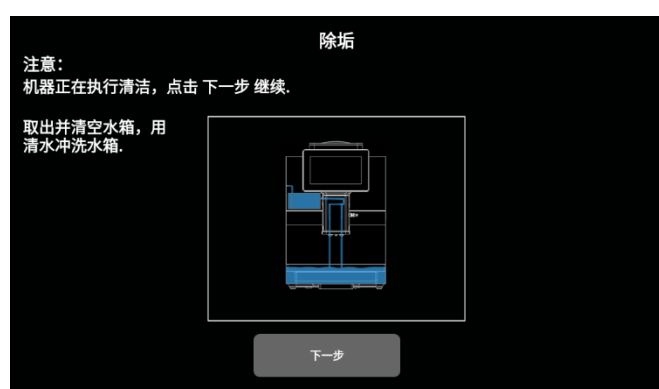 除垢
注意：
机器正在执行清洁，点击 下一步 继续.
取出并清空水箱，用
清水冲洗水箱.
下一步